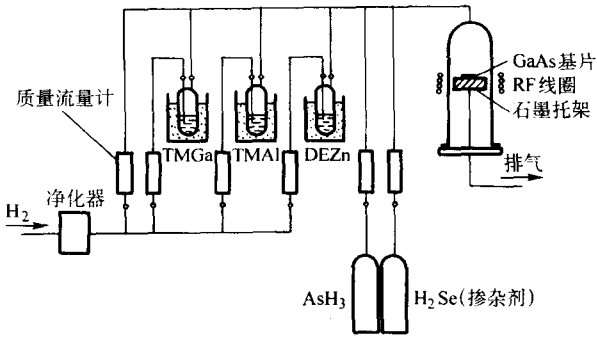 GaAs基片
RF线圈
石墨托架
质量流量计
TMGa
TMAl
DEZn
排气
净化器
H₂
AsH₃
H₂Se(掺杂剂)